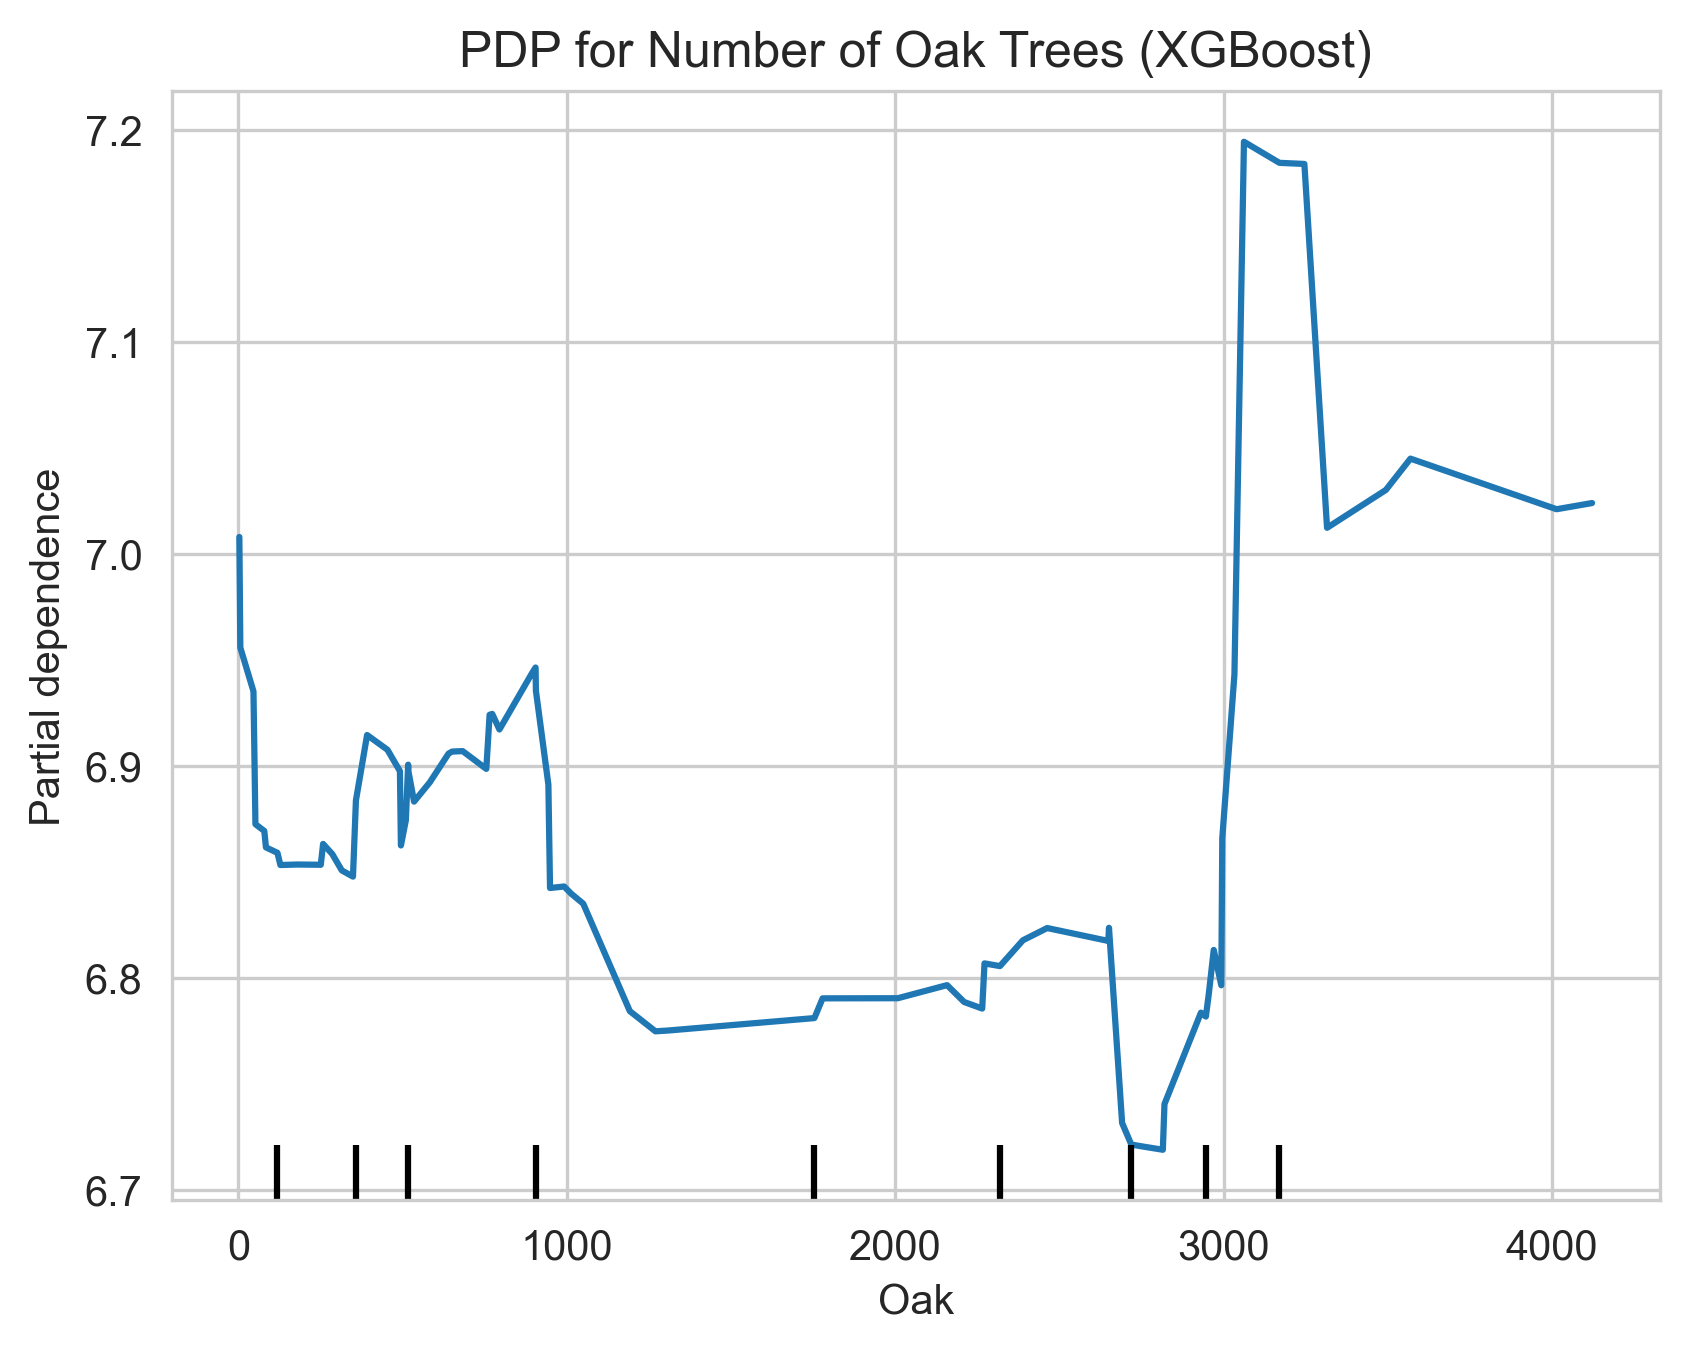 PDP for Number of Oak Trees (XGBoost)
7.2
7.1
7.0
6.9
6.8
6.7
Partial dependence
0 1000 2000 3000 4000
Oak